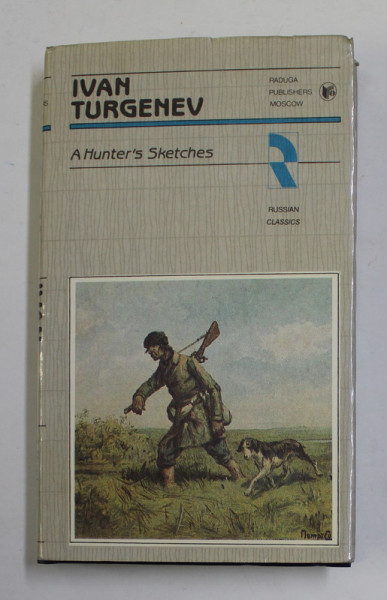 IVAN
TURGENEV
RADUGA
PUBLISHERS
MOSCOW
A Hunter's Sketches
RUSSIAN
CLASSICS